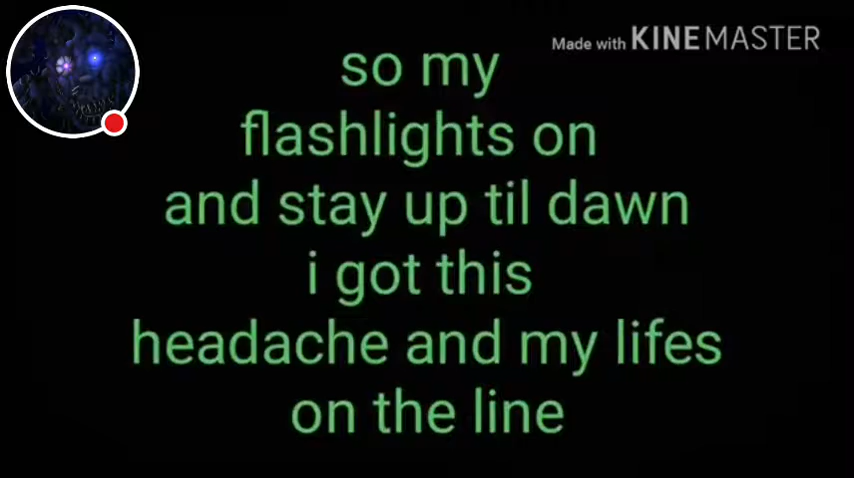 Made with KINEMASTER
so my
flashlights on
and stay up til dawn
i got this
headache and my lifes
on the line